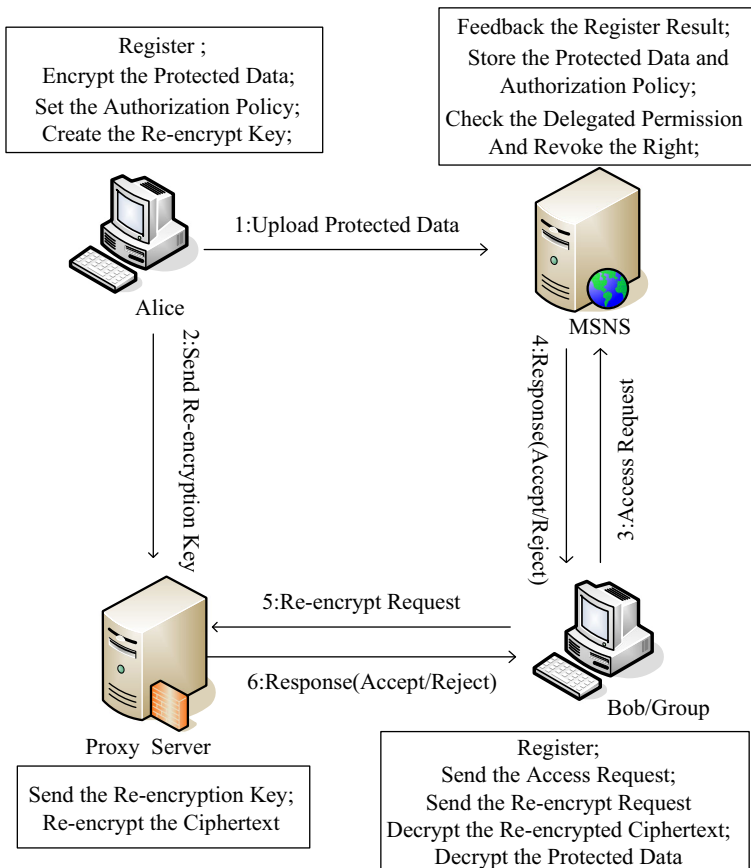 Register ;
Encrypt the Protected Data;
Set the Authorization Policy;
Create the Re-encrypt Key;
Feedback the Register Result;
Store the Protected Data and
Authorization Policy;
Check the Delegated Permission
And Revoke the Right;
1:Upload Protected Data
Alice
MSNS
2:Send Re-encryption Key
4:Response(Accept/Reject)
3:Access Request
5:Re-encrypt Request
6:Response(Accept/Reject)
Proxy Server
Bob/Group
Send the Re-encryption Key;
Re-encrypt the Ciphertext
Register;
Send the Access Request;
Send the Re-encrypt Request
Decrypt the Re-encrypted Ciphertext;
Decrypt the Protected Data